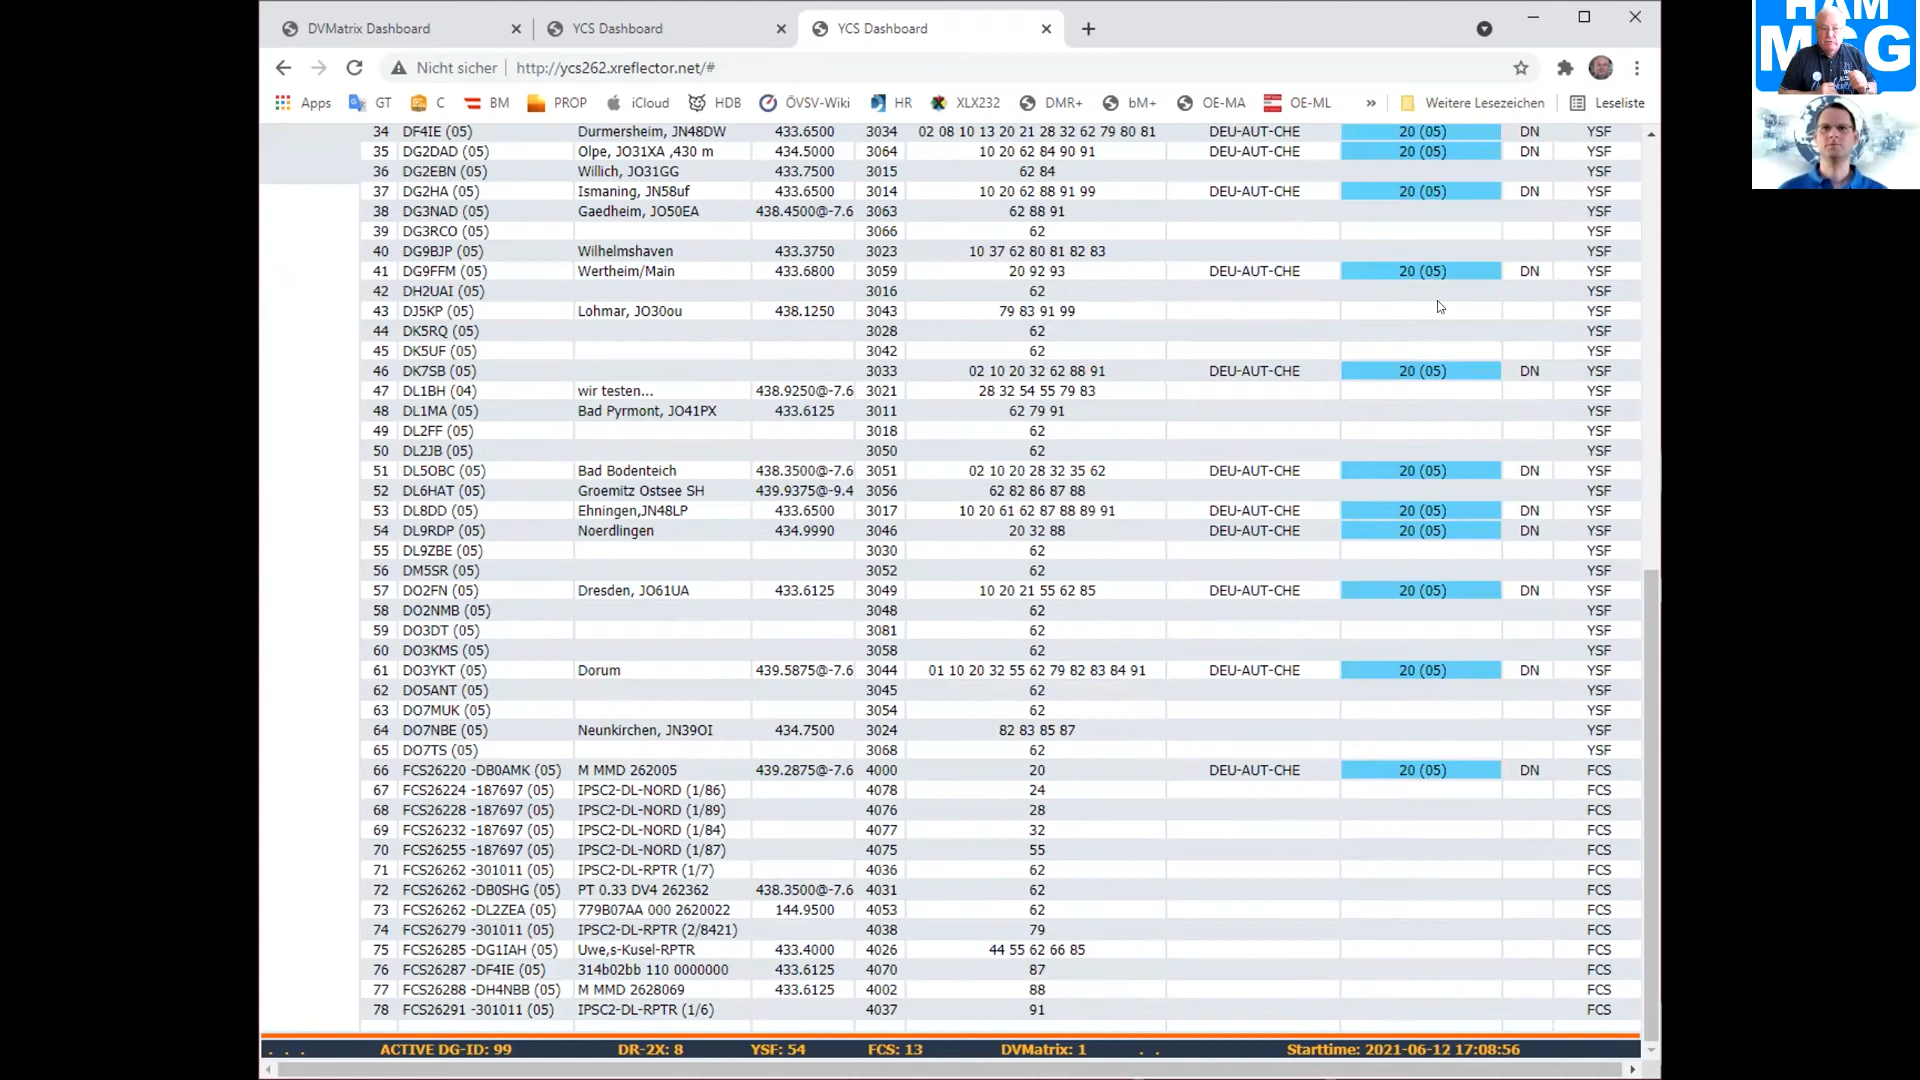 DVMatrix Dashboard YCS Dashboard YCS Dashboard
Nicht sicher http://ycs262.xreflector.net/#
Apps GT C BM PROP iCloud HDB ÖVSV-Wiki HR XLX232 DMR+ bM+ OE-MA OE-ML » Weitere Lesezeichen Leseliste
34 DF4IE (05) Durmersheim, JN48DW 433.6500 3034 02 08 10 13 20 21 28 32 62 79 80 81 DEU-AUT-CHE 20 (05) DN YSF
35 DG2DAD (05) Olpe, JO31XA ,430 m 434.5000 3064 10 20 62 84 90 91 DEU-AUT-CHE 20 (05) DN YSF
36 DG2EBN (05) Willich, JO31GG 433.7500 3015 62 84 YSF
37 DG2HA (05) Ismaning, JN58uf 433.6500 3014 10 20 62 88 91 99 DEU-AUT-CHE 20 (05) DN YSF
38 DG3NAD (05) Gaedheim, JO50EA 438.4500@-7.6 3063 62 88 91 YSF
39 DG3RCO (05) 3066 62 YSF
40 DG9BJP (05) Wilhelmshaven 433.3750 3023 10 37 62 80 81 82 83 YSF
41 DG9FFM (05) Wertheim/Main 433.6800 3059 20 92 93 DEU-AUT-CHE 20 (05) DN YSF
42 DH2UAI (05) 3016 62 YSF
43 DJ5KP (05) Lohmar, JO30ou 438.1250 3043 79 83 91 99 YSF
44 DK5RQ (05) 3028 62 YSF
45 DK5UF (05) 3042 62 YSF
46 DK7SB (05) 3033 02 10 20 32 62 88 91 DEU-AUT-CHE 20 (05) DN YSF
47 DL1BH (04) wir testen... 438.9250@-7.6 3021 28 32 54 55 79 83 YSF
48 DL1MA (05) Bad Pyrmont, JO41PX 433.6125 3011 62 79 91 YSF
49 DL2FF (05) 3018 62 YSF
50 DL2JB (05) 3050 62 YSF
51 DL5OBC (05) Bad Bodenteich 438.3500@-7.6 3051 02 10 20 28 32 35 62 DEU-AUT-CHE 20 (05) DN YSF
52 DL6HAT (05) Groemitz Ostsee SH 439.9375@-9.4 3056 62 82 86 87 88 YSF
53 DL8DD (05) Ehningen,JN48LP 433.6500 3017 10 20 61 62 87 88 89 91 DEU-AUT-CHE 20 (05) DN YSF
54 DL9RDP (05) Noerdlingen 434.9990 3046 20 32 88 DEU-AUT-CHE 20 (05) DN YSF
55 DL9ZBE (05) 3030 62 YSF
56 DM5SR (05) 3052 62 YSF
57 DO2FN (05) Dresden, JO61UA 433.6125 3049 10 20 21 55 62 85 DEU-AUT-CHE 20 (05) DN YSF
58 DO2NMB (05) 3048 62 YSF
59 DO3DT (05) 3081 62 YSF
60 DO3KMS (05) 3058 62 YSF
61 DO3YKT (05) Dorum 439.5875@-7.6 3044 01 10 20 32 55 62 79 82 83 84 91 DEU-AUT-CHE 20 (05) DN YSF
62 DO5ANT (05) 3045 62 YSF
63 DO7MUK (05) 3054 62 YSF
64 DO7NBE (05) Neunkirchen, JN39OI 434.7500 3024 82 83 85 87 YSF
65 DO7TS (05) 3068 62 YSF
66 FCS26220 -DB0AMK (05) M MMD 262005 439.2875@-7.6 4000 20 DEU-AUT-CHE 20 (05) DN FCS
67 FCS26224 -187697 (05) IPSC2-DL-NORD (1/86) 4078 24 FCS
68 FCS26228 -187697 (05) IPSC2-DL-NORD (1/89) 4076 28 FCS
69 FCS26232 -187697 (05) IPSC2-DL-NORD (1/84) 4077 32 FCS
70 FCS26255 -187697 (05) IPSC2-DL-NORD (1/87) 4075 55 FCS
71 FCS26262 -301011 (05) IPSC2-DL-RPTR (1/7) 4036 62 FCS
72 FCS26262 -DB0SHG (05) PT 0.33 DV4 262362 438.3500@-7.6 4031 62 FCS
73 FCS26262 -DL2ZEA (05) 779B07AA 000 2620022 144.9500 4053 62 FCS
74 FCS26279 -301011 (05) IPSC2-DL-RPTR (2/8421) 4038 79 FCS
75 FCS26285 -DG1IAH (05) Uwe,s-Kusel-RPTR 433.4000 4026 44 55 62 66 85 FCS
76 FCS26287 -DF4IE (05) 314b02bb 110 0000000 433.6125 4070 87 FCS
77 FCS26288 -DH4NBB (05) M MMD 2628069 433.6125 4002 88 FCS
78 FCS26291 -301011 (05) IPSC2-DL-RPTR (1/6) 4037 91 FCS
. . . ACTIVE DG-ID: 99 DR-2X: 8 YSF: 54 FCS: 13 DVMatrix: 1 . . Starttime: 2021-06-12 17:08:56
HAM